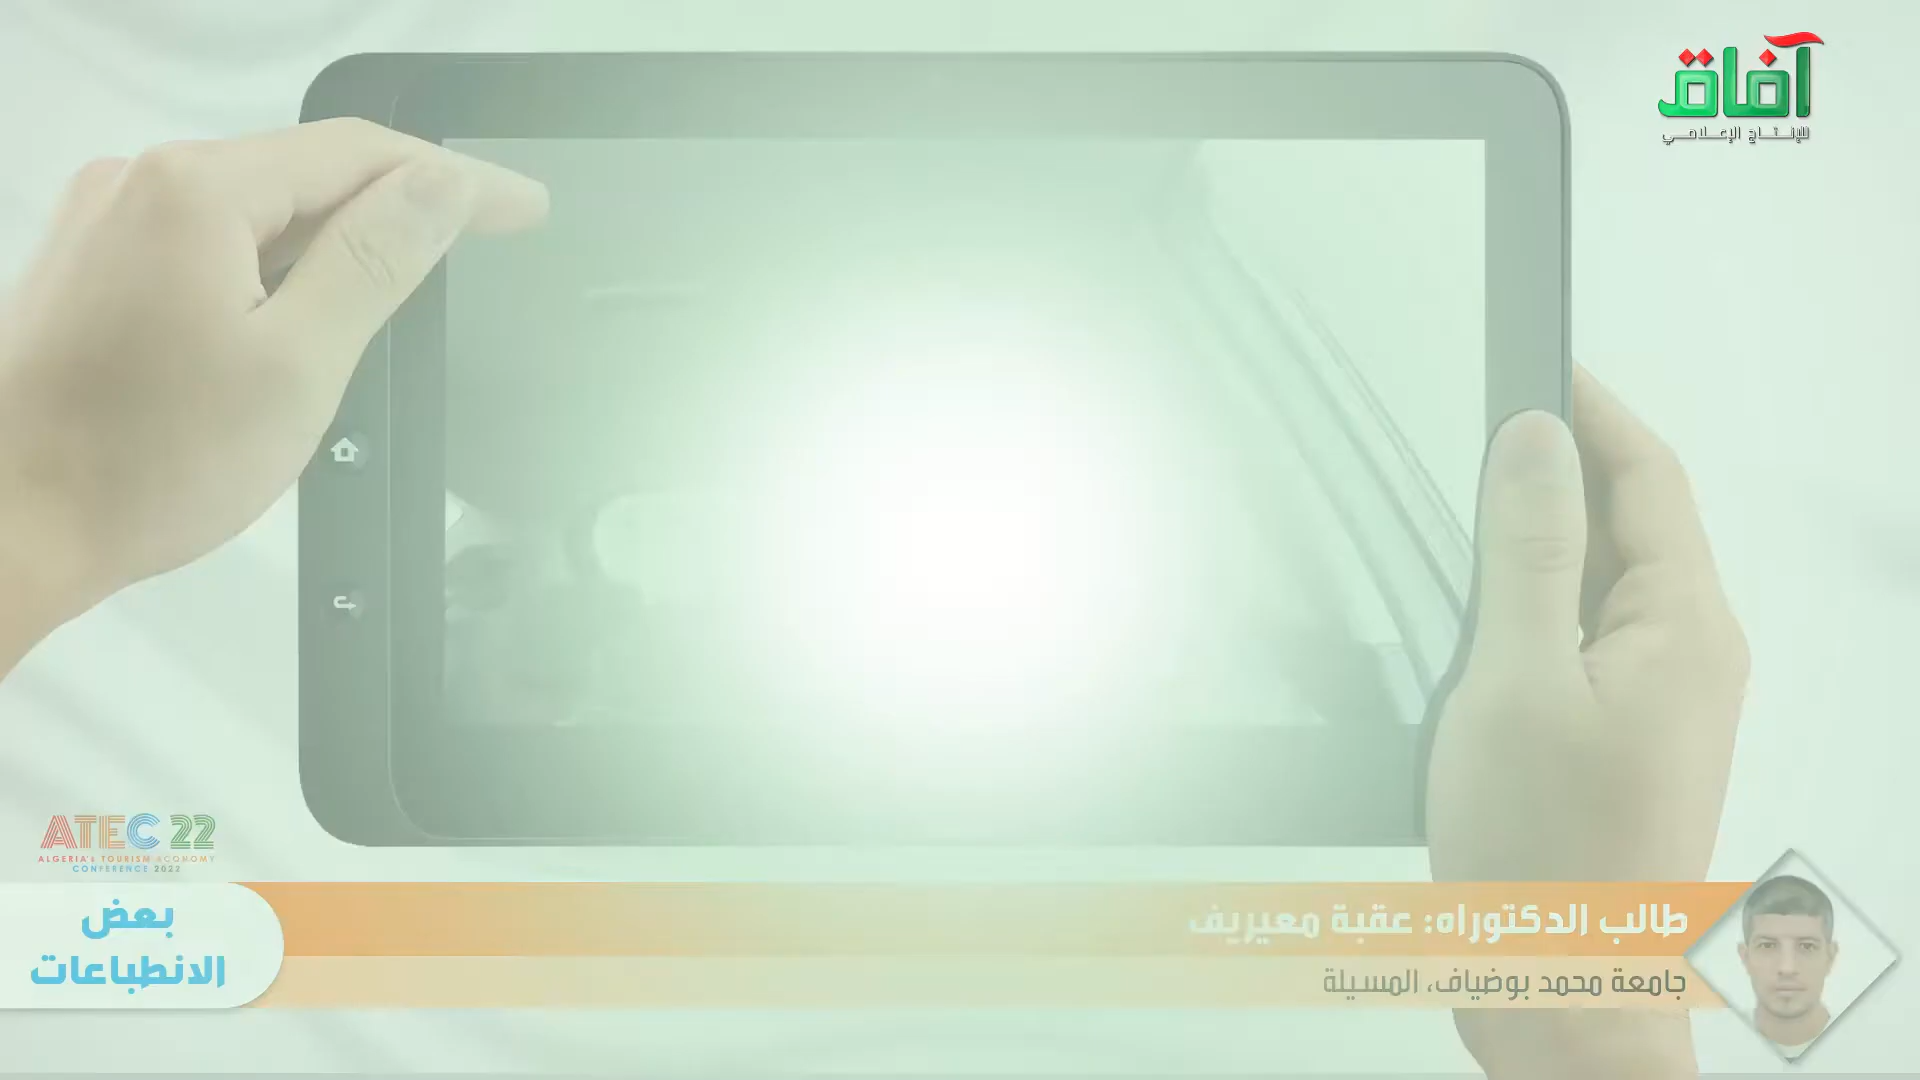 آفاق
للإنتاج الإعلامي
ATEC 22
ALGERIA's TOURISM ACONOMY
CONFERENCE 2022
بعض
الانطباعات
طالب الدكتوراه: عقبة معيريف
جامعة محمد بوضياف، المسيلة